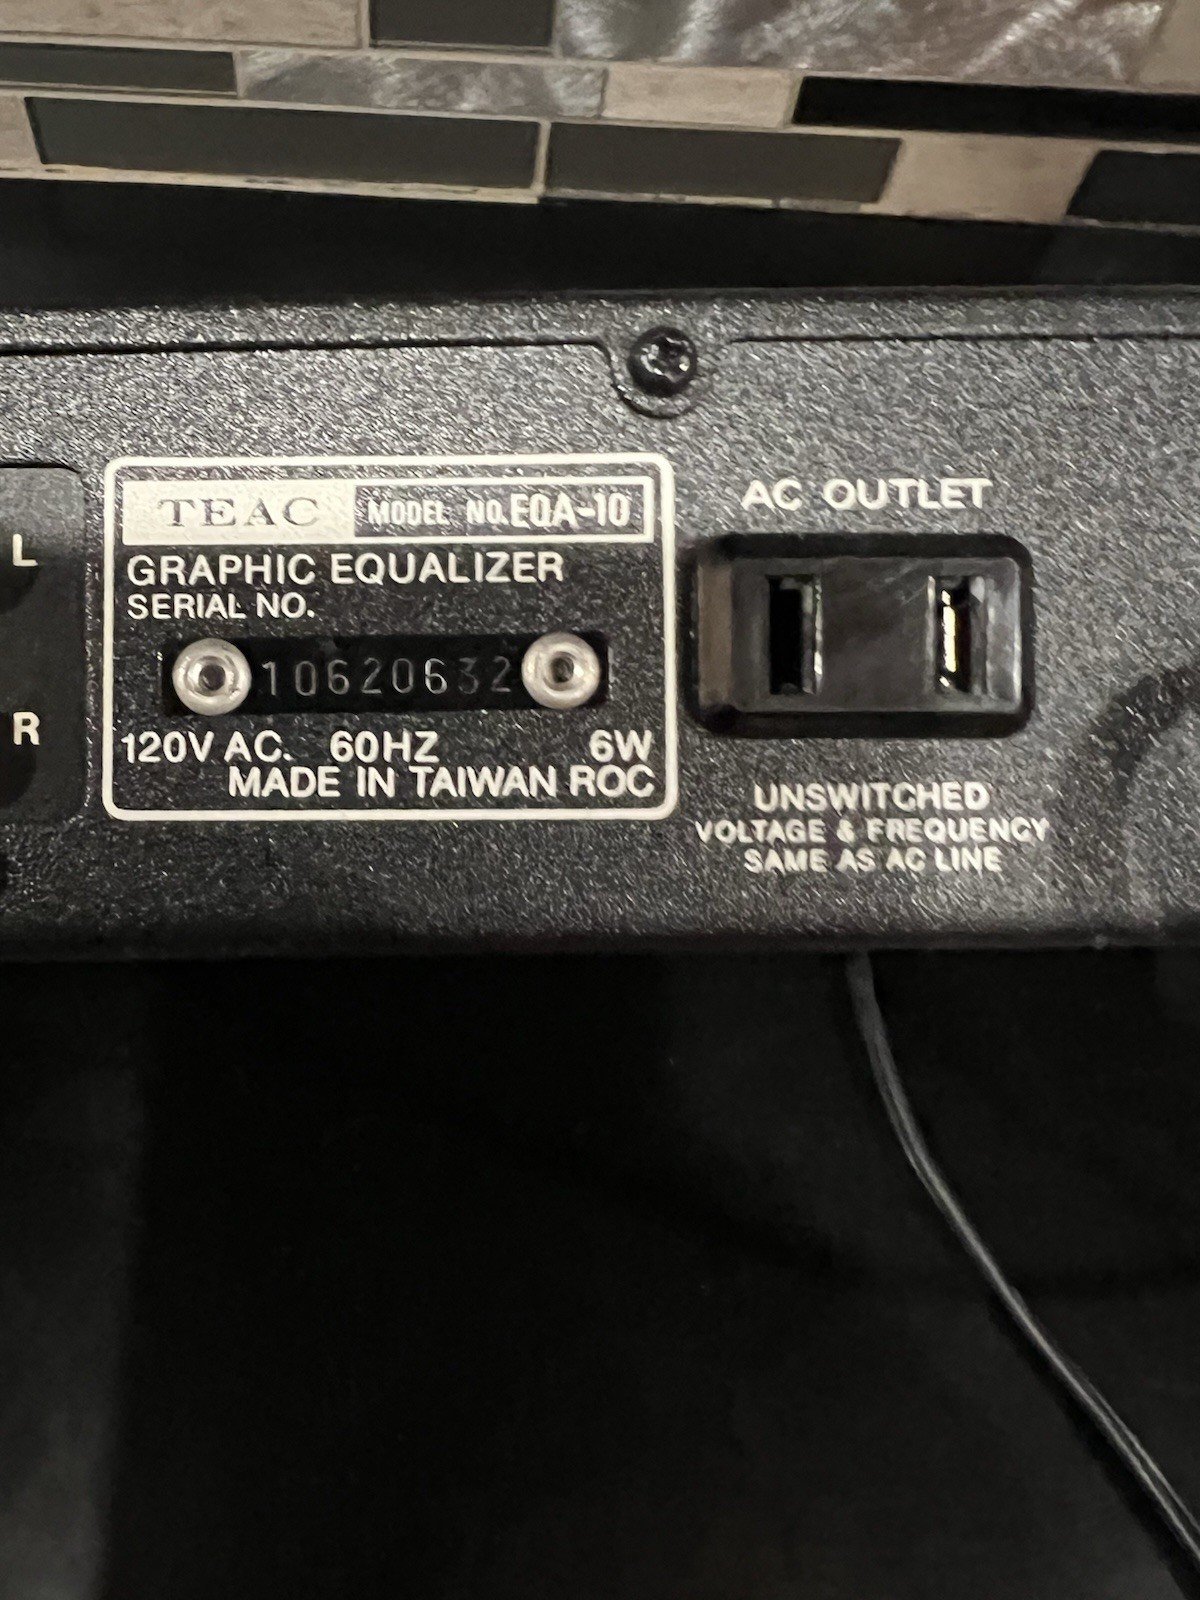 TEAC MODEL NO. EQA-10
GRAPHIC EQUALIZER
SERIAL NO.
10620632
120V AC. 60HZ 6W
MADE IN TAIWAN ROC
L
R
AC OUTLET
UNSWITCHED
VOLTAGE & FREQUENCY
SAME AS AC LINE